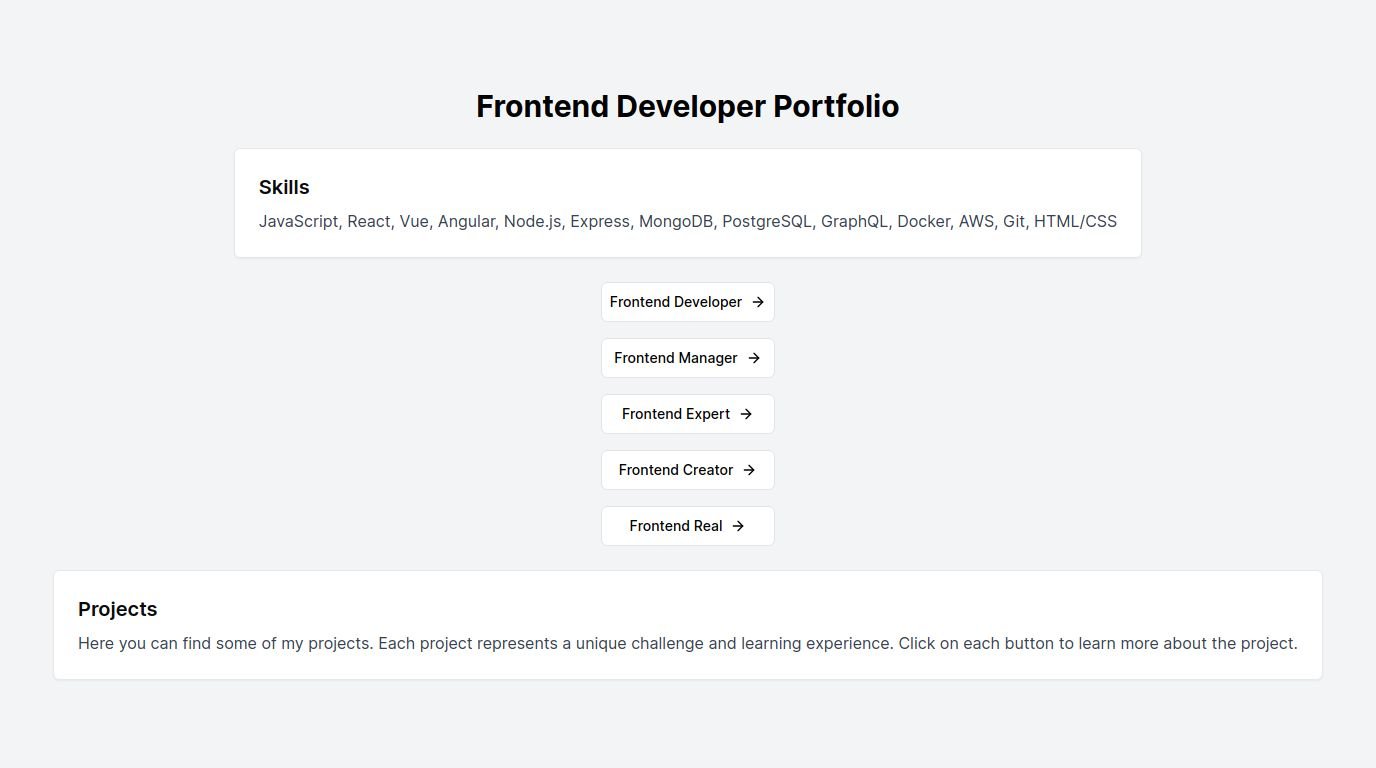 Frontend Developer Portfolio
Skills
JavaScript, React, Vue, Angular, Node.js, Express, MongoDB, PostgreSQL, GraphQL, Docker, AWS, Git, HTML/CSS
Frontend Developer →
Frontend Manager →
Frontend Expert →
Frontend Creator →
Frontend Real →
Projects
Here you can find some of my projects. Each project represents a unique challenge and learning experience. Click on each button to learn more about the project.